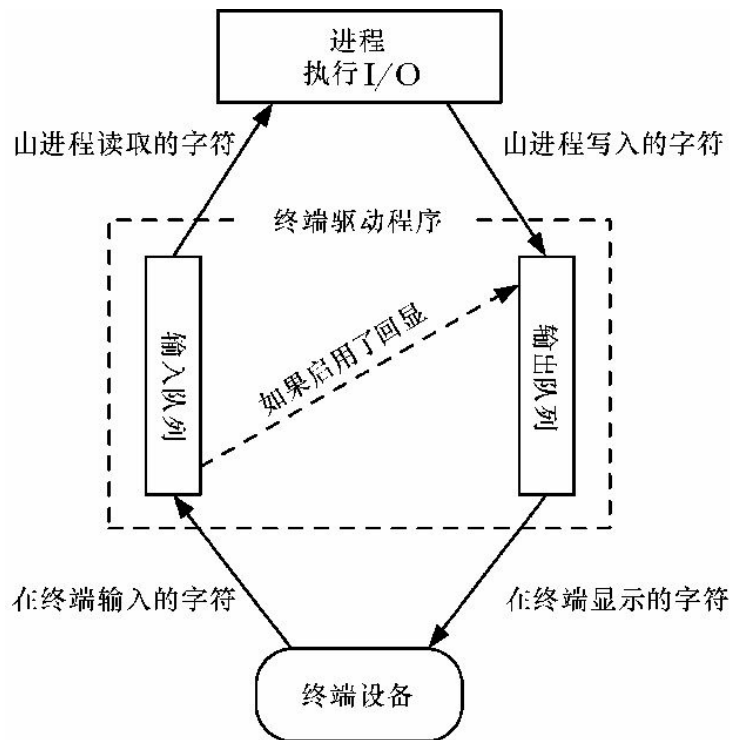 进程
执行I/O
山进程读取的字符
山进程写入的字符
终端驱动程序
输入队列
如果启用了回显
输出队列
在终端输入的字符
在终端显示的字符
终端设备